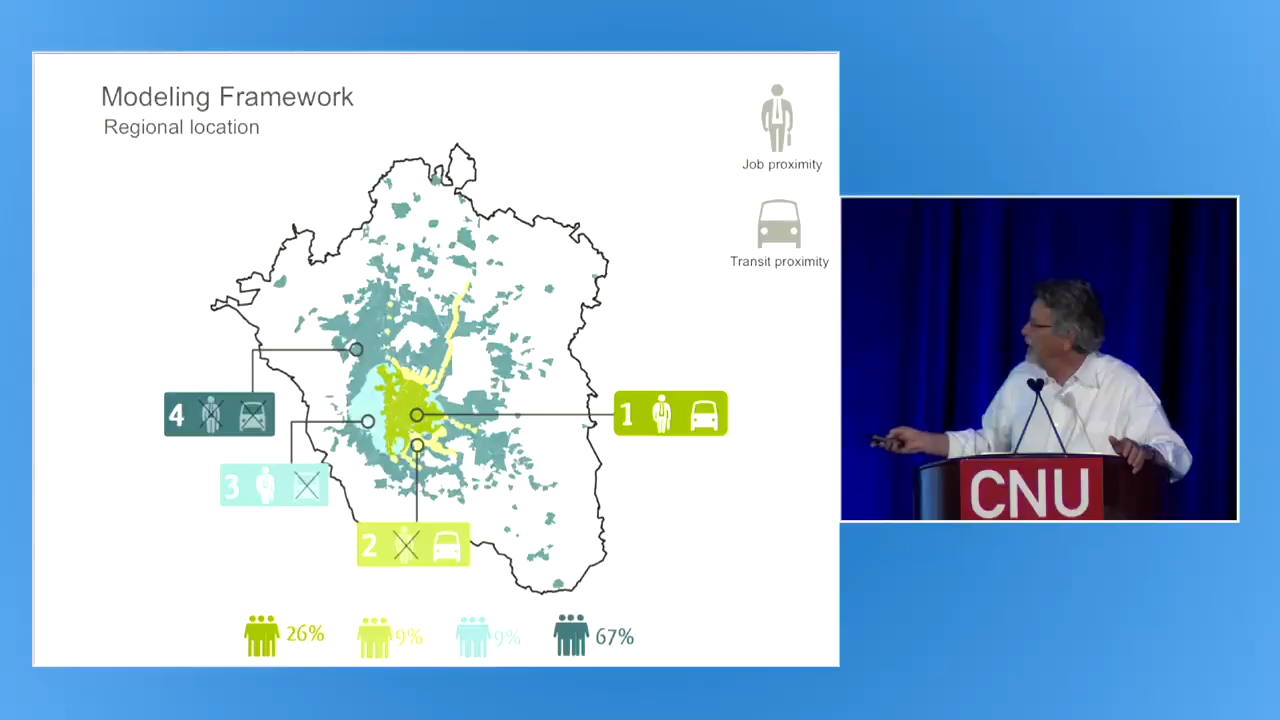 Modeling Framework
Regional location
Job proximity
Transit proximity
4
1
3
2
26%
9%
9%
67%
CNU